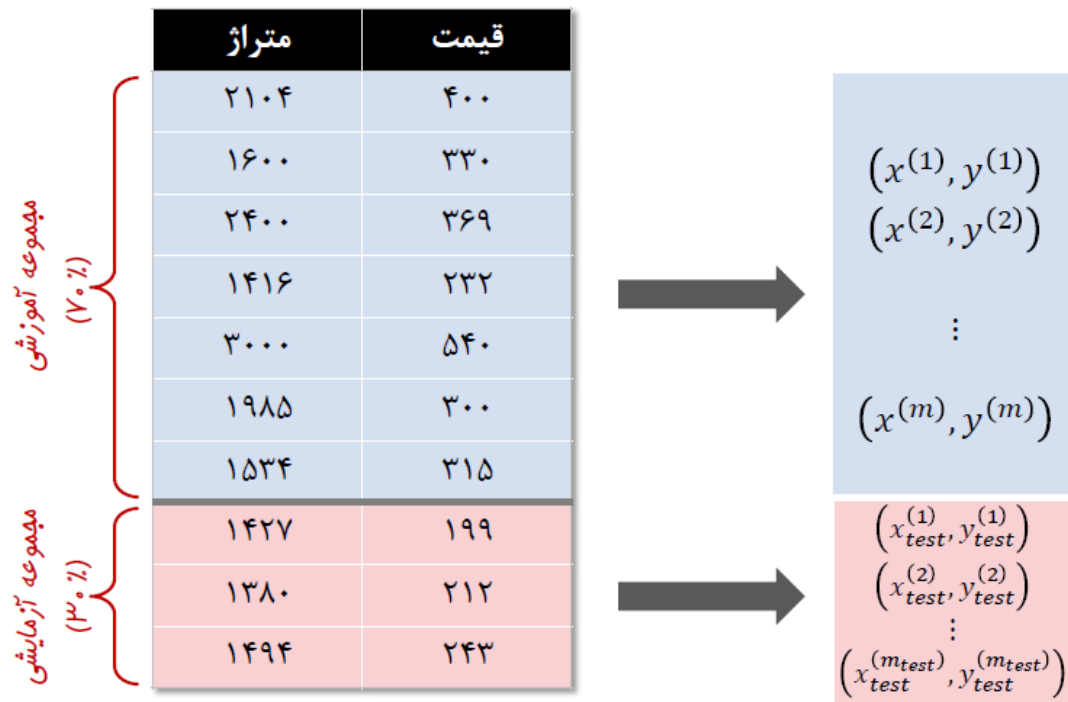 متراژ قیمت
۲۱۰۴ ۴۰۰
۱۶۰۰ ۳۳۰
۲۴۰۰ ۳۶۹
۱۴۱۶ ۲۳۲
۳۰۰۰ ۵۴۰
۱۹۸۵ ۳۰۰
۱۵۳۴ ۳۱۵
۱۴۲۷ ۱۹۹
۱۳۸۰ ۲۱۲
۱۴۹۴ ۲۴۳
مجموعه آموزشی
(۷۰٪)
مجموعه آزمایشی
(۳۰٪)
(x^(1), y^(1))
(x^(2), y^(2))
⋮
(x^(m), y^(m))
(x_test^(1), y_test^(1))
(x_test^(2), y_test^(2))
⋮
(x_test^(m_test), y_test^(m_test))